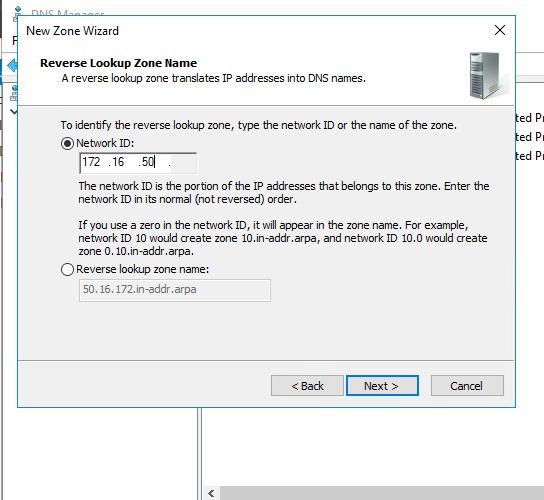 DNS Manager
New Zone Wizard
Reverse Lookup Zone Name
A reverse lookup zone translates IP addresses into DNS names.
To identify the reverse lookup zone, type the network ID or the name of the zone.
Network ID:
172 .16 .50 .
The network ID is the portion of the IP addresses that belongs to this zone. Enter the
network ID in its normal (not reversed) order.
If you use a zero in the network ID, it will appear in the zone name. For example,
network ID 10 would create zone 10.in-addr.arpa, and network ID 10.0 would create
zone 0.10.in-addr.arpa.
Reverse lookup zone name:
50.16.172.in-addr.arpa
< Back Next > Cancel
ted Pr
ted Pr
ted Pr